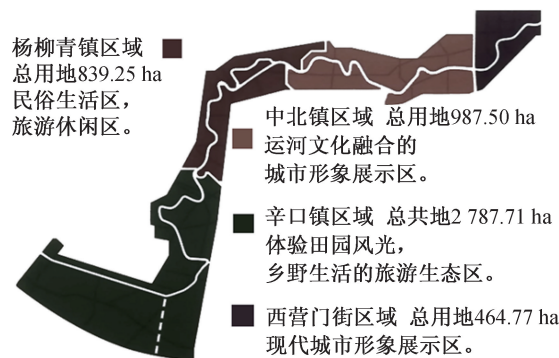 杨柳青镇区域
总用地839.25 ha
民俗生活区，
旅游休闲区。
中北镇区域 总用地987.50 ha
运河文化融合的
城市形象展示区。
辛口镇区域 总共地2 787.71 ha
体验田园风光，
乡野生活的旅游生态区。
西营门街区域 总用地464.77 ha
现代城市形象展示区。